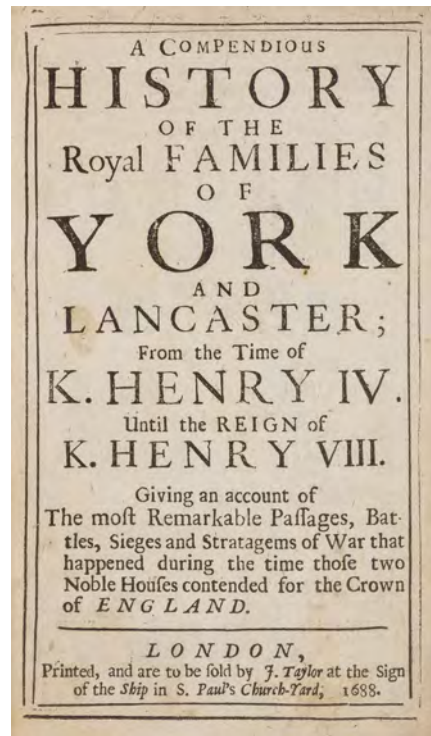 A COMPENDIOUS
HISTORY
OF THE
Royal FAMILIES
OF
YORK
AND
LANCASTER;
From the Time of
K. HENRY IV.
Until the REIGN of
K. HENRY VIII.
Giving an account of
The moſt Remarkable Paſſages, Bat-
tles, Sieges and Stratagems of War that
happened during the time thoſe two
Noble Houſes contended for the Crown
of ENGLAND.
LONDON,
Printed, and are to be ſold by J. Taylor at the Sign
of the Ship in S. Paul's Church-Yard, 1688.